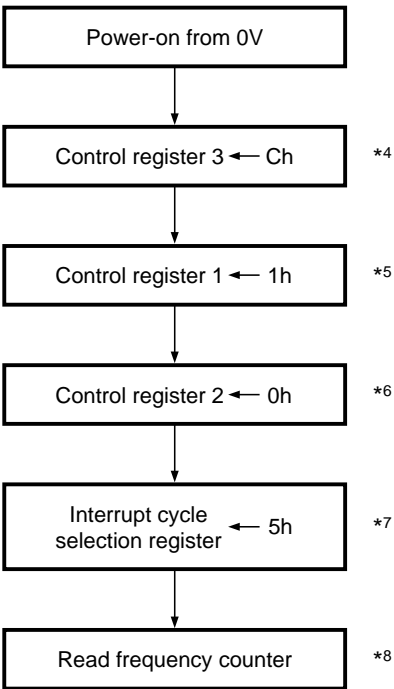 Power-on from 0V
Control register 3 ← Ch *4
Control register 1 ← 1h *5
Control register 2 ← 0h *6
Interrupt cycle
selection register ← 5h *7
Read frequency counter *8